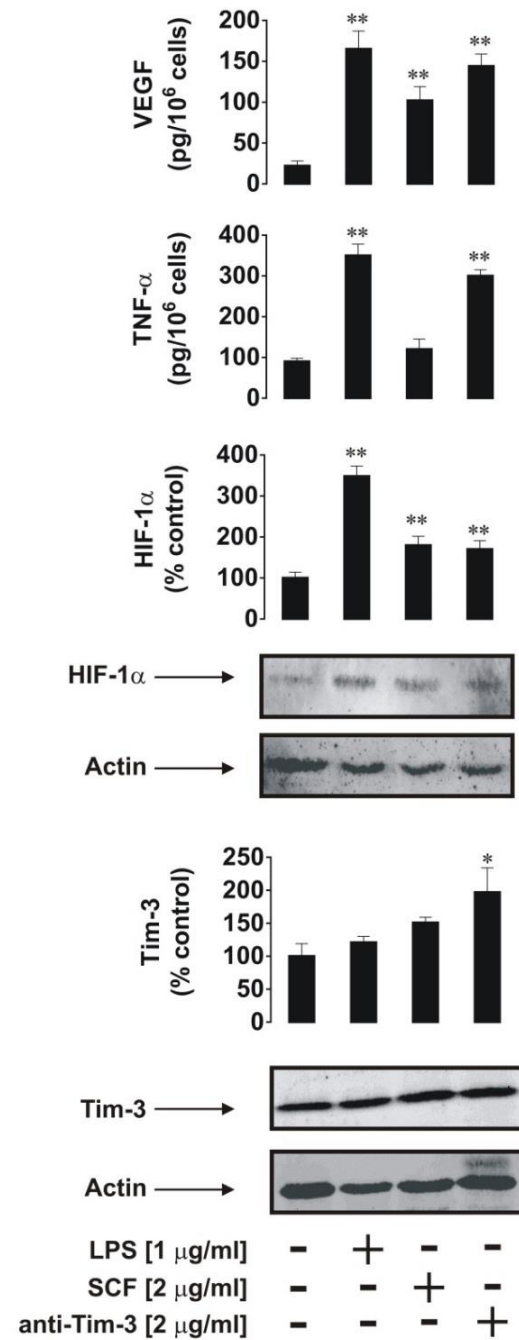 VEGF
(pg/10⁶ cells)
200
150
100
50
0
**
**
**
TNF-α
(pg/10⁶ cells)
400
300
200
100
0
**
**
HIF-1α
(% control)
400
300
200
100
0
**
**
**
HIF-1α
Actin
Tim-3
(% control)
250
200
150
100
50
0
*
Tim-3
Actin
LPS [1 μg/ml] - + - -
SCF [2 μg/ml] - - + -
anti-Tim-3 [2 μg/ml] - - - +